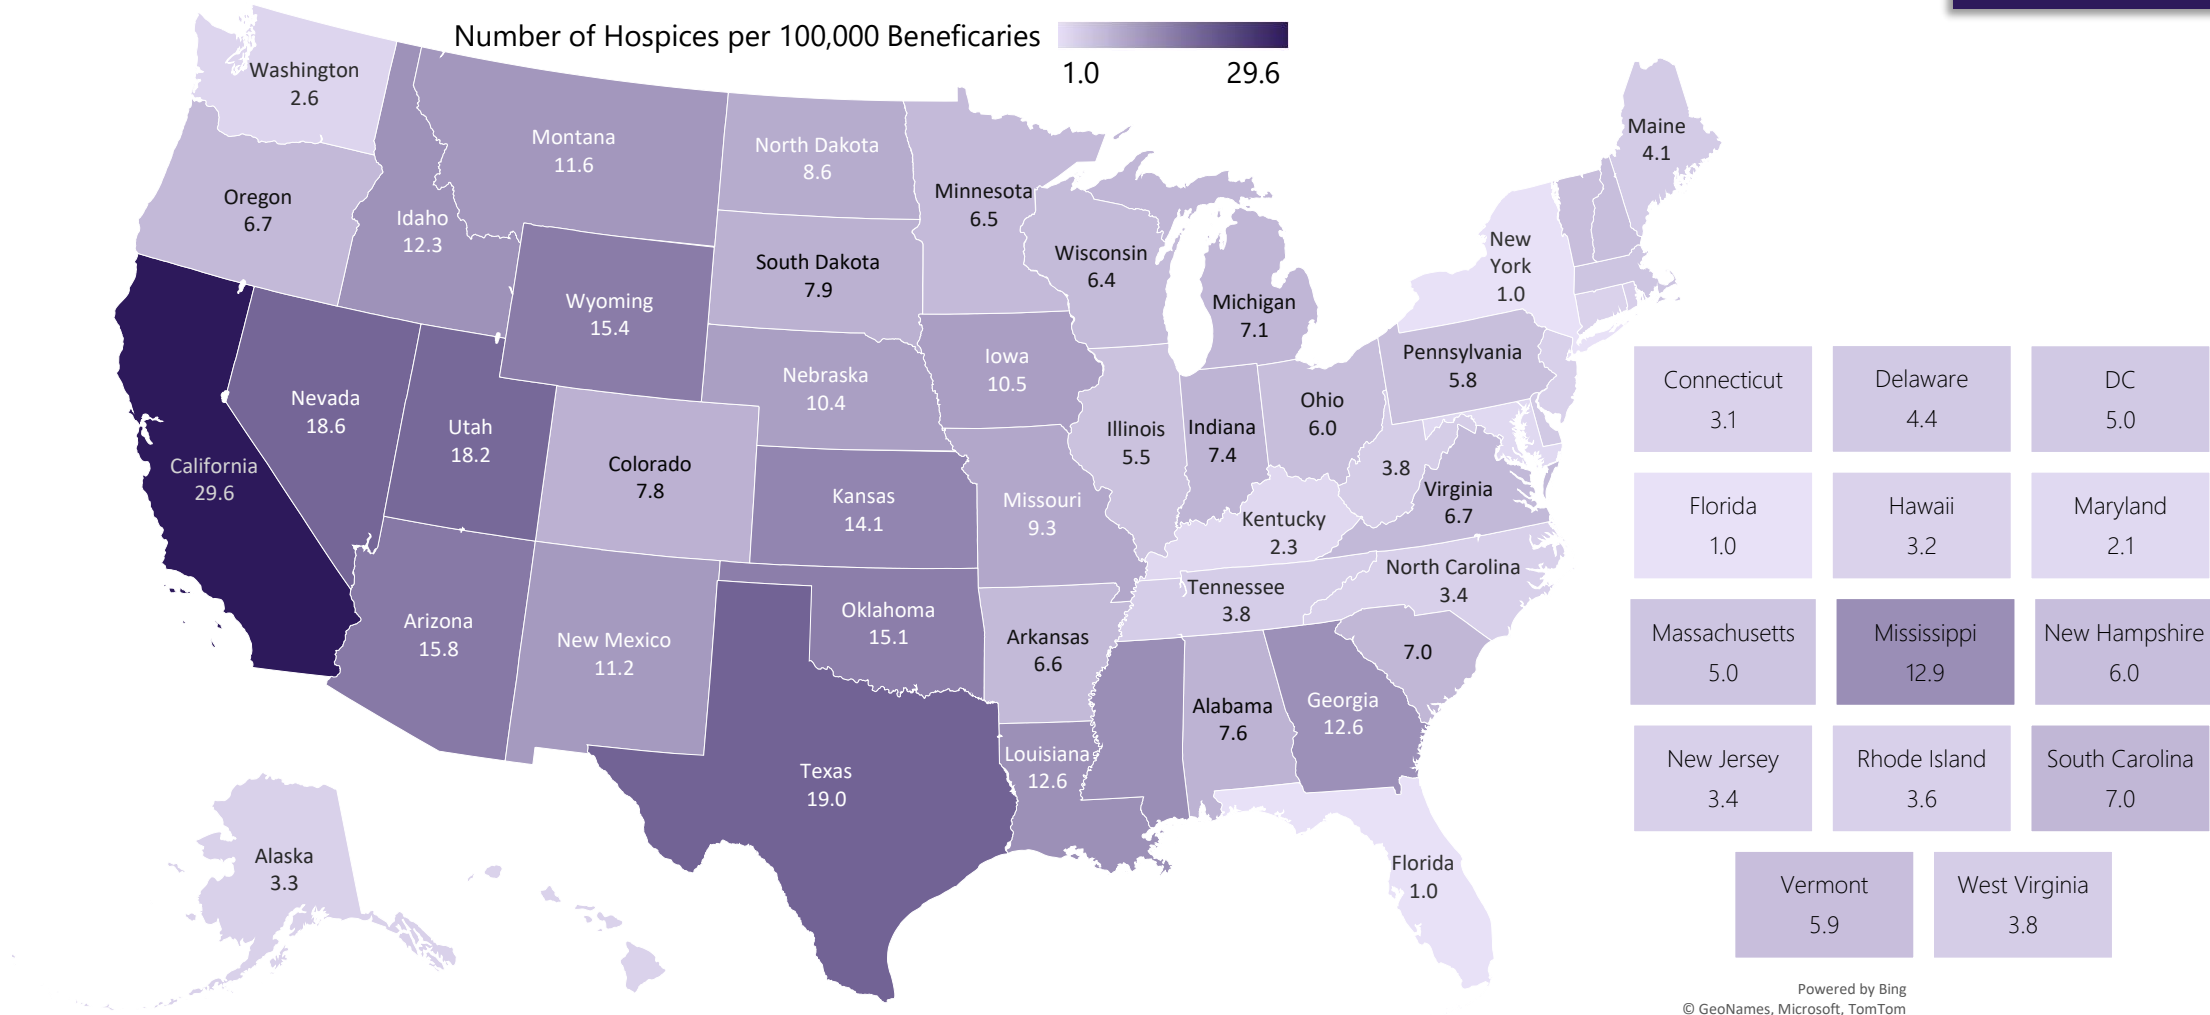 Number of Hospices per 100,000 Beneficaries
1.0
29.6
Washington
2.6
Oregon
6.7
California
29.6
Nevada
18.6
Idaho
12.3
Montana
11.6
Wyoming
15.4
Utah
18.2
Arizona
15.8
Colorado
7.8
New Mexico
11.2
North Dakota
8.6
South Dakota
7.9
Nebraska
10.4
Kansas
14.1
Oklahoma
15.1
Texas
19.0
Minnesota
6.5
Iowa
10.5
Missouri
9.3
Arkansas
6.6
Louisiana
12.6
Wisconsin
6.4
Illinois
5.5
Michigan
7.1
Indiana
7.4
Ohio
6.0
Kentucky
2.3
Tennessee
3.8
Alabama
7.6
Georgia
12.6
Florida
1.0
7.0
North Carolina
3.4
Virginia
6.7
3.8
Pennsylvania
5.8
New
York
1.0
Maine
4.1
Alaska
3.3
Connecticut
3.1
Delaware
4.4
DC
5.0
Florida
1.0
Hawaii
3.2
Maryland
2.1
Massachusetts
5.0
Mississippi
12.9
New Hampshire
6.0
New Jersey
3.4
Rhode Island
3.6
South Carolina
7.0
Vermont
5.9
West Virginia
3.8
Powered by Bing
© GeoNames, Microsoft, TomTom